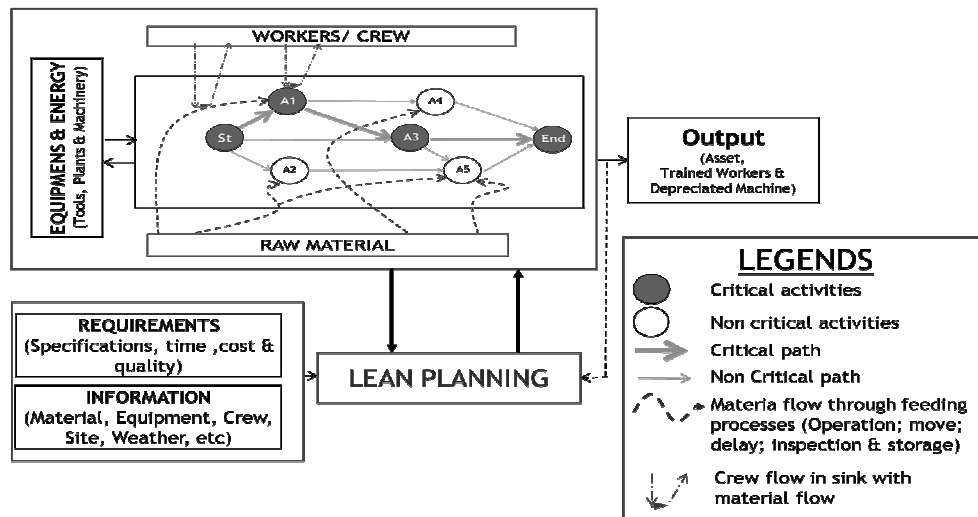 WORKERS/ CREW
EQUIPMENS & ENERGY
(Tools, Plants & Machinery)
A1
A4
St
A3
End
A2
A5
RAW MATERIAL
Output
(Asset,
Trained Workers &
Depreciated Machine)
REQUIREMENTS
(Specifications, time ,cost &
quality)
INFORMATION
(Material, Equipment, Crew,
Site, Weather, etc)
LEAN PLANNING
LEGENDS
Critical activities
Non critical activities
Critical path
Non Critical path
Materia flow through feeding
processes (Operation; move;
delay; inspection & storage)
Crew flow in sink with
material flow